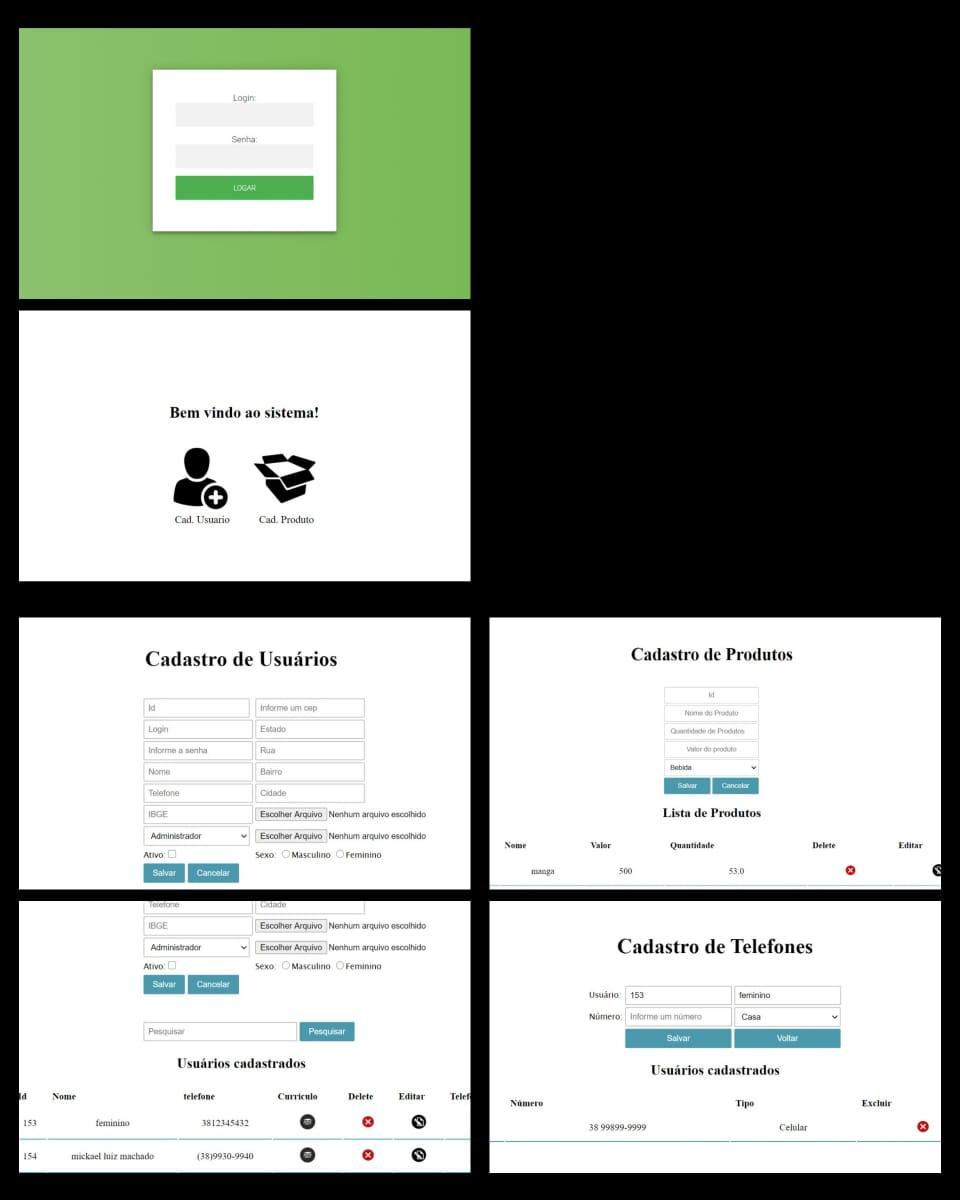 Login:
Senha:
LOGAR
Bem vindo ao sistema!
Cad. Usuario Cad. Produto
Cadastro de Usuários
Id Informe um cep
Login Estado
Informe a senha Rua
Nome Bairro
Telefone Cidade
IBGE Escolher Arquivo Nenhum arquivo escolhido
Administrador Escolher Arquivo Nenhum arquivo escolhido
Ativo: Sexo: Masculino Feminino
Salvar Cancelar
Cadastro de Produtos
Id
Nome do Produto
Quantidade de Produtos
Valor do produto
Bebida
Salvar Cancelar
Lista de Produtos
Nome Valor Quantidade Delete Editar
manga 500 53.0
Telefone Cidade
IBGE Escolher Arquivo Nenhum arquivo escolhido
Administrador Escolher Arquivo Nenhum arquivo escolhido
Ativo: Sexo: Masculino Feminino
Salvar Cancelar
Pesquisar Pesquisar
Usuários cadastrados
Id Nome telefone Curriculo Delete Editar Telef
153 feminino 3812345432
154 mickael luiz machado (38)9930-9940
Cadastro de Telefones
Usuário: 153 feminino
Número: Informe um número Casa
Salvar Voltar
Usuários cadastrados
Número Tipo Excluir
38 99899-9999 Celular